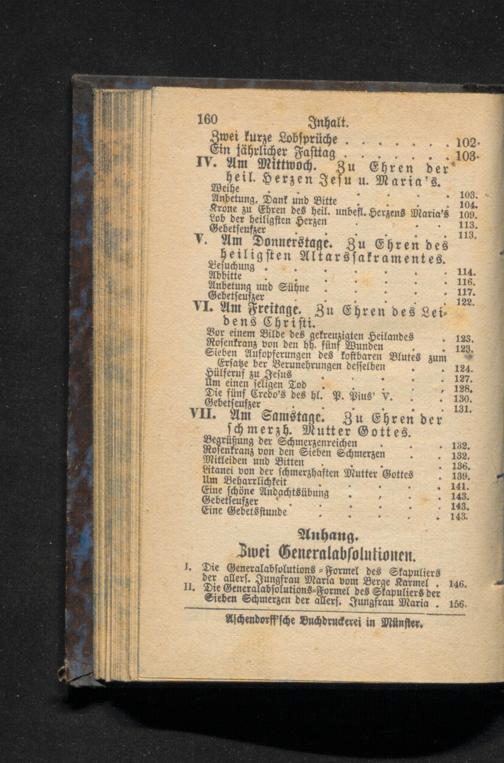 160 Inhalt.
Zwei kurze Lobsprüche . . . . . . 102.
Ein jährlicher Fasttag . . . . . . 103.
IV. Am Mittwoch. Zu Ehren der
heil. Herzen Jesu u. Maria's.
Weihe . . . . . . 103.
Anbetung, Dank und Bitte . . . . . 104.
Krone zu Ehren des heil. unbefl. Herzens Maria's 109.
Lob der heiligsten Herzen . . . . . 113.
Gebetseufzer . . . . . . 113.
V. Am Donnerstage. Zu Ehren des
heiligsten Altarssakramentes.
Besuchung . . . . . . 114.
Abbitte . . . . . . 116.
Anbetung und Sühne . . . . . 117.
Gebetseufzer . . . . . . 122.
VI. Am Freitage. Zu Ehren des Lei-
dens Christi.
Vor einem Bilde des gekreuzigten Heilandes . 123.
Rosenkranz von den hh. fünf Wunden . . 123.
Sieben Aufopferungen des kostbaren Blutes zum
Ersatze der Verunehrungen desselben . . 124.
Hülferuf zu Jesus . . . . . 127.
Um einen seligen Tod . . . . . 128.
Die fünf Credo's des hl. P. Pius' V. . . 130.
Gebetseufzer . . . . . . 131.
VII. Am Samstage. Zu Ehren der
schmerzh. Mutter Gottes.
Begrüßung der Schmerzenreichen . . . 132.
Rosenkranz von den Sieben Schmerzen . . 132.
Mitleiden und Bitten . . . . . 136.
Litanei von der schmerzhaften Mutter Gottes . 139.
Um Beharrlichkeit . . . . . 141.
Eine schöne Andachtsübung . . . . 143.
Gebetseufzer . . . . . . 143.
Eine Gebetsstunde . . . . . 143.
Anhang.
Zwei Generalabsolutionen.
I. Die Generalabsolutions-Formel des Skapuliers
der allers. Jungfrau Maria vom Berge Karmel . 146.
II. Die Generalabsolutions-Formel des Skapuliers der
Sieben Schmerzen der allers. Jungfrau Maria . 156.
Aschendorff'sche Buchdruckerei in Münster.